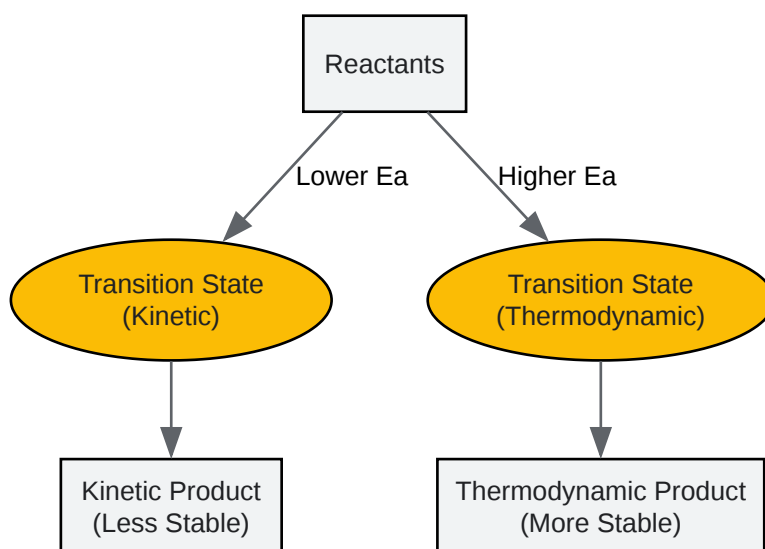 Reactants
Lower Ea
Higher Ea
Transition State
(Kinetic)
Transition State
(Thermodynamic)
Kinetic Product
(Less Stable)
Thermodynamic Product
(More Stable)